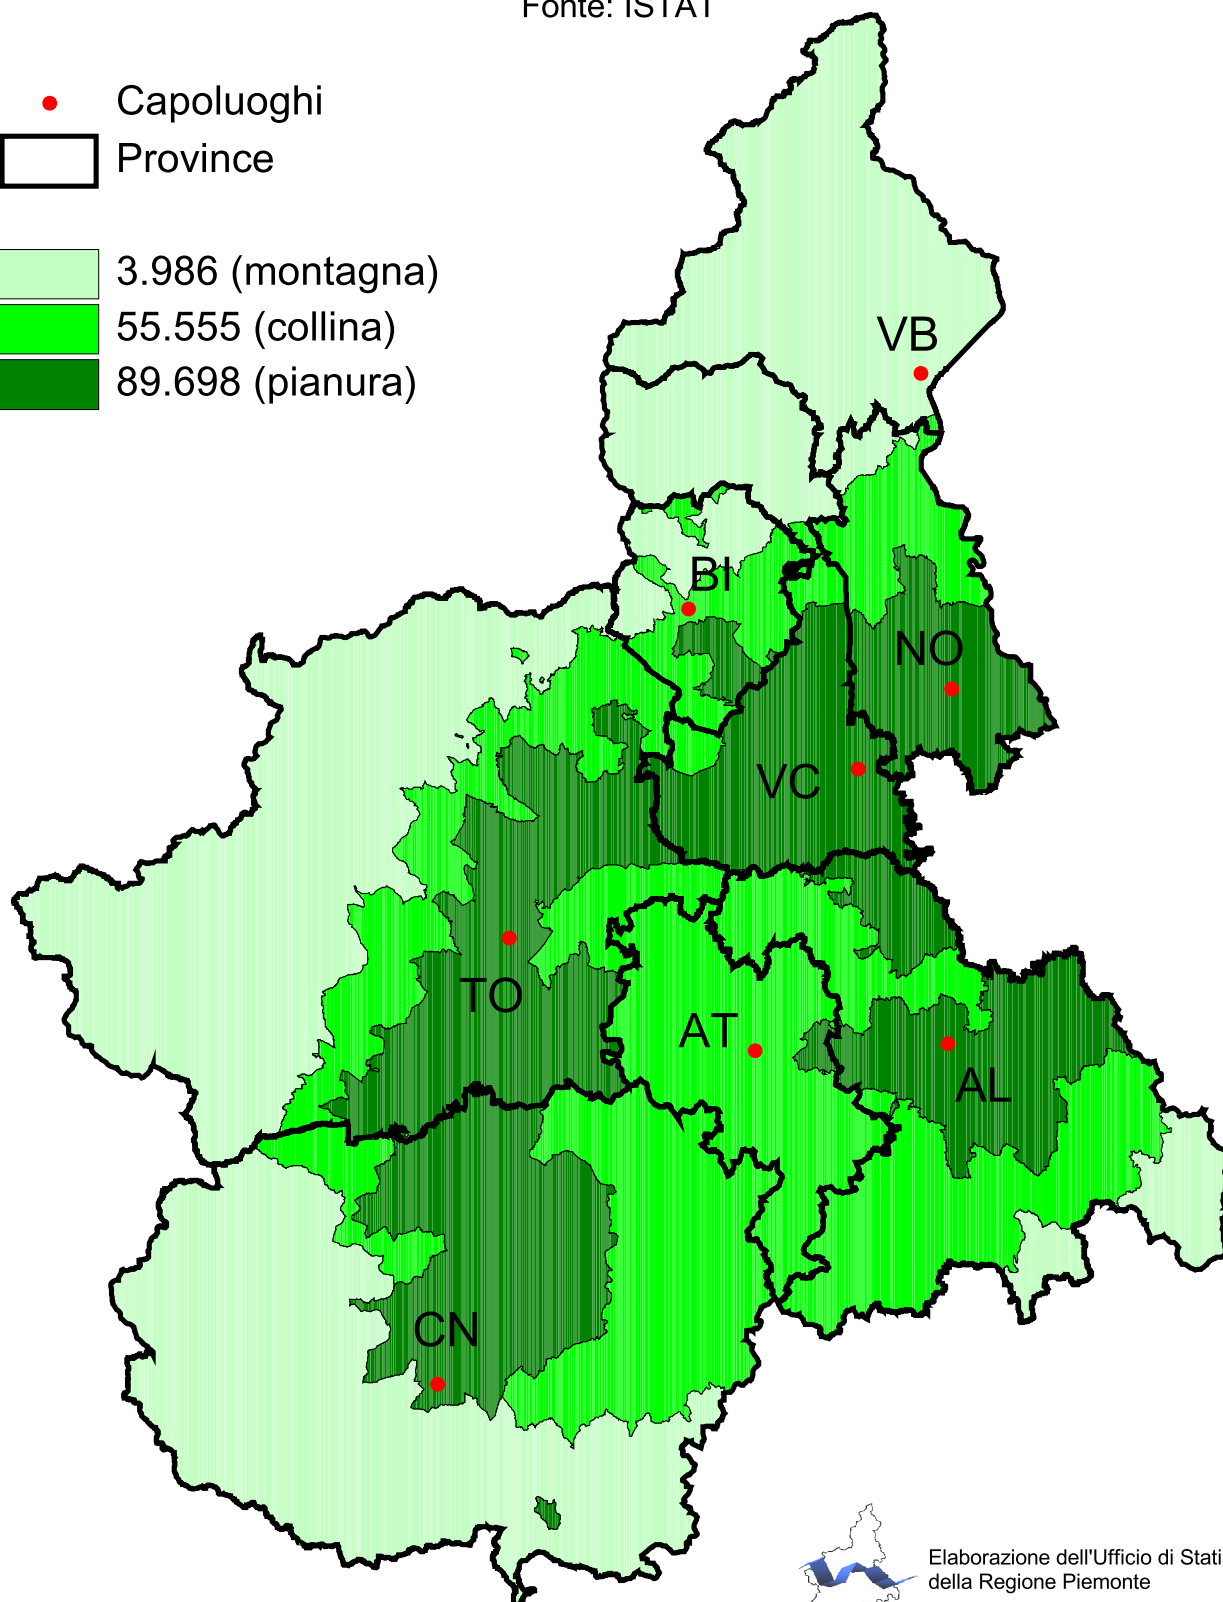 Fonte: ISTAT
Capoluoghi
Province
3.986 (montagna)
55.555 (collina)
89.698 (pianura)
VB
BI
NO
VC
TO
AT
AL
CN
Elaborazione dell'Ufficio di Stati
della Regione Piemonte